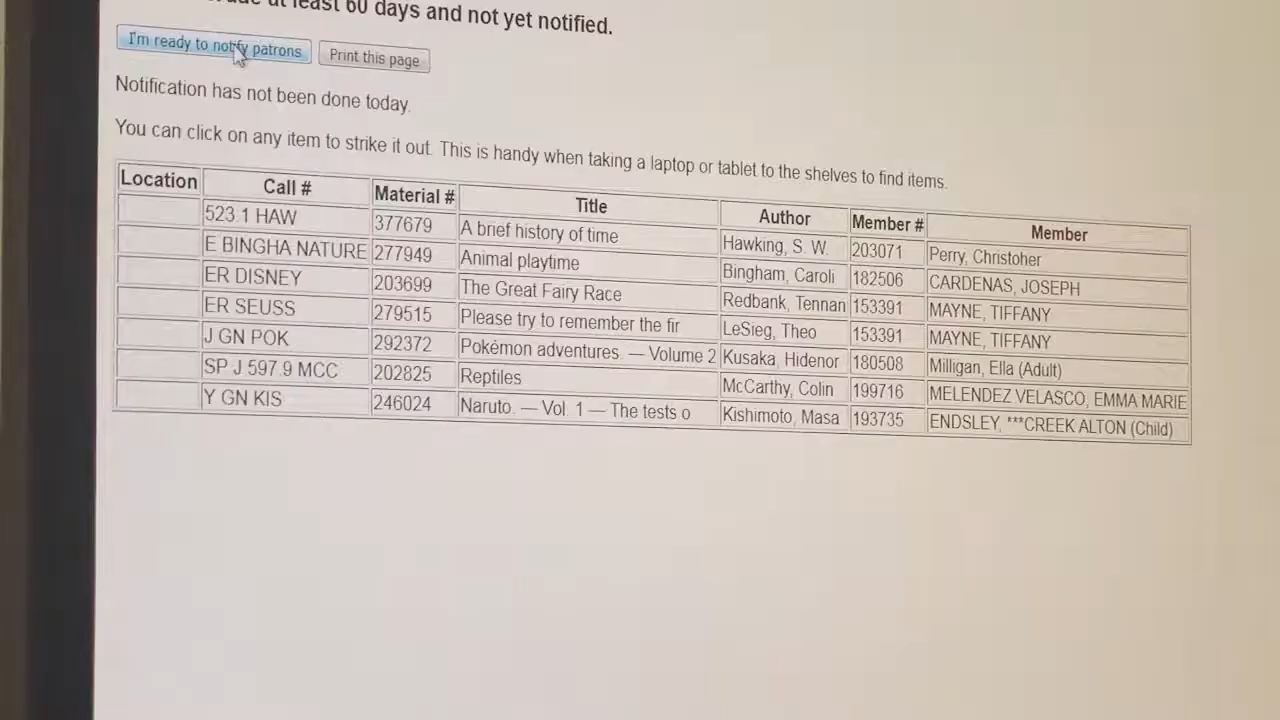 at least 60 days and not yet notified.
I'm ready to notify patrons Print this page
Notification has not been done today.
You can click on any item to strike it out. This is handy when taking a laptop or tablet to the shelves to find items.
Location Call # Material # Title Author Member # Member
523.1 HAW 377679 A brief history of time Hawking, S. W. 203071 Perry, Christoher
E BINGHA NATURE 277949 Animal playtime Bingham, Caroli 182506 CARDENAS, JOSEPH
ER DISNEY 203699 The Great Fairy Race Redbank, Tennan 153391 MAYNE, TIFFANY
ER SEUSS 279515 Please try to remember the fir LeSieg, Theo 153391 MAYNE, TIFFANY
J GN POK 292372 Pokémon adventures. — Volume 2 Kusaka, Hidenor 180508 Milligan, Ella (Adult)
SP J 597.9 MCC 202825 Reptiles McCarthy, Colin 199716 MELENDEZ VELASCO, EMMA MARIE
Y GN KIS 246024 Naruto. — Vol. 1 — The tests o Kishimoto, Masa 193735 ENDSLEY, ***CREEK ALTON (Child)